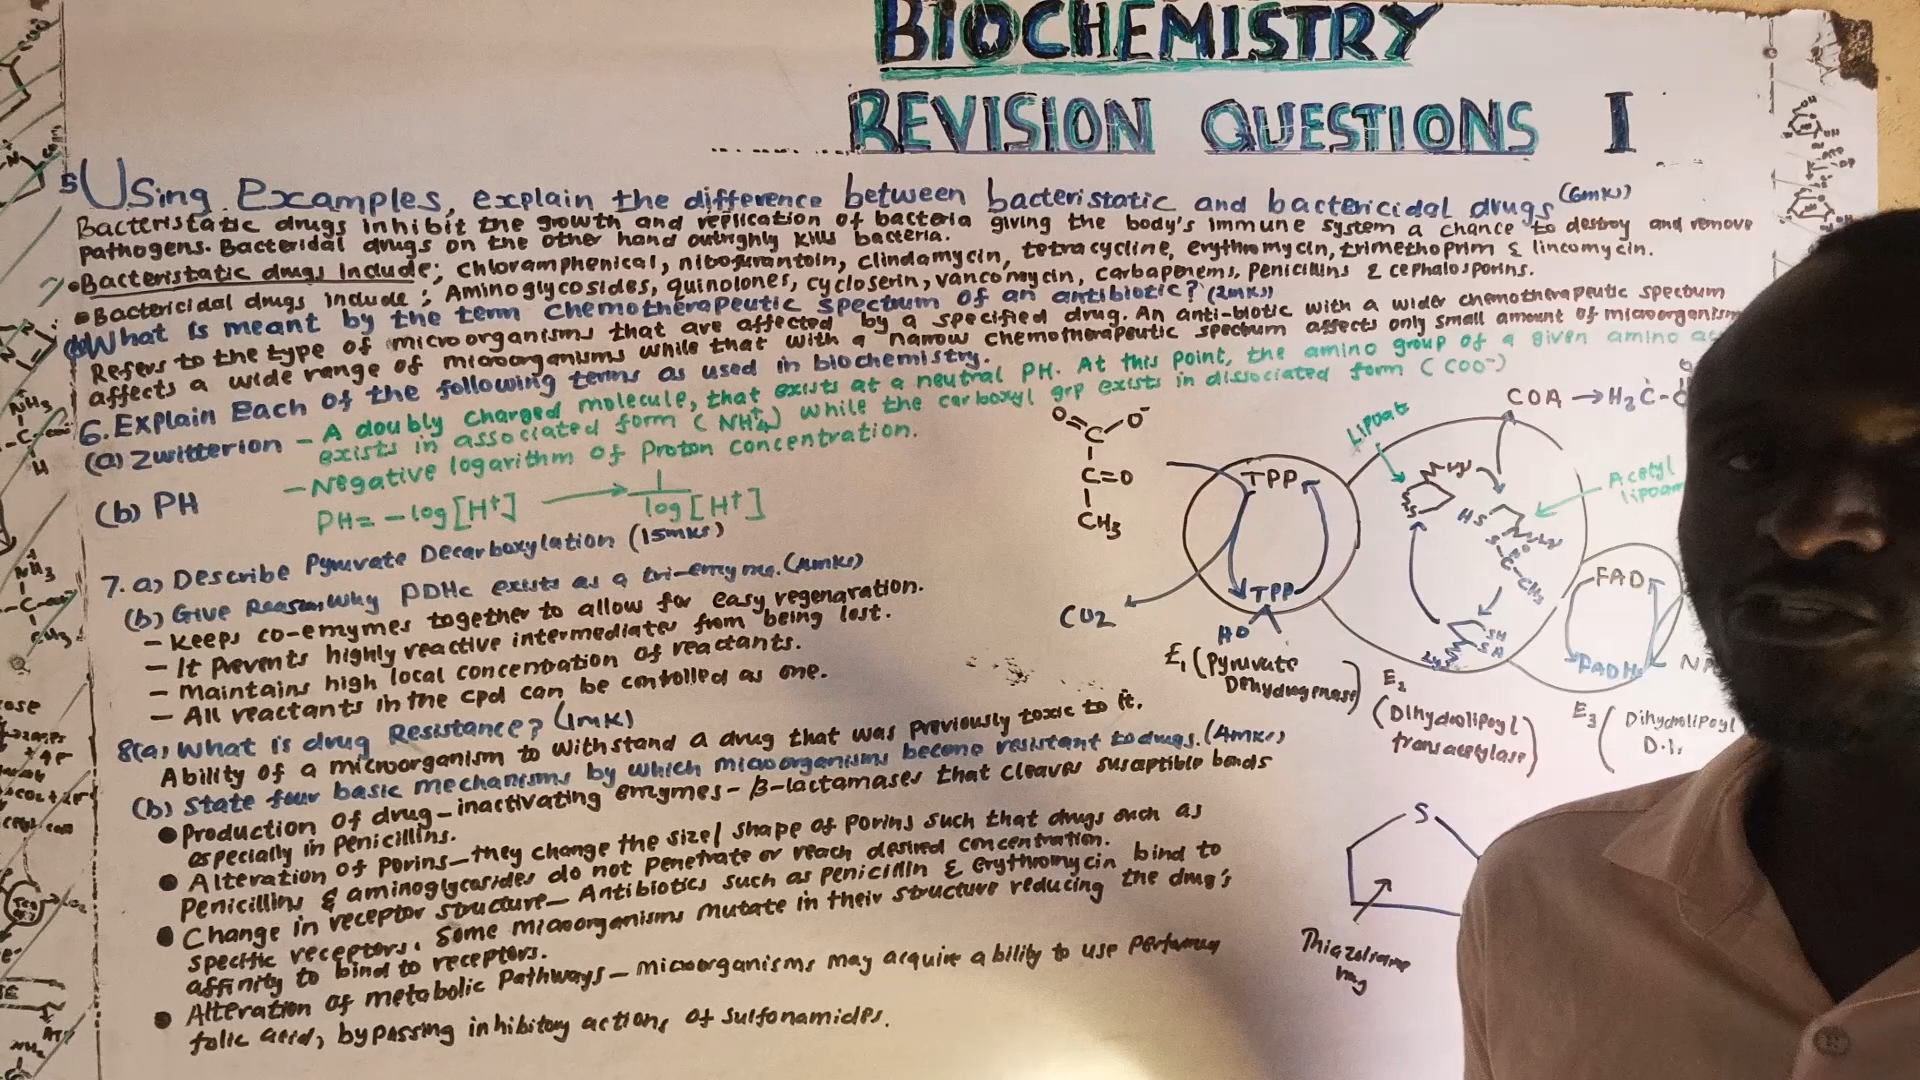 BIOCHEMISTRY
REVISION QUESTIONS I
5 Using Examples, explain the difference between bacteristatic and bactericidal drugs (6mks)
Bacteristatic drugs inhibit the growth and replication of bacteria giving the body's immune system a chance to destroy and remove
pathogens. Bacteridal drugs on the other hand outrighly kills bacteria.
Bacteristatic drugs Include; chloramphenical, nitofurantoin, clindamycin, tetracycline, erythromycin, trimethoprim & lincomycin.
Bactericidal drugs include; Aminoglycosides, quinolones, cycloserin, vancomycin, carbapenems, penicillins & cephalosporins.
What is meant by the term chemotherapeutic spectrum of an antibiotic? (2mks)
Refers to the type of microorganisms that are affected by a specified drug. An anti-biotic with a wider chemotherapeutic spectrum
affects a wide range of microorganisms while that with a narrow chemotherapeutic spectrum affects only small amount of microorganism
6. Explain Each of the following terms as used in biochemistry.
(a) Zwitterion - A doubly charged molecule, that exists at a neutral PH. At this point, the amino group of a given amino
exists in associated form (NH4+) while the carboxyl grp exists in dissociated form (COO⁻)
(b) PH - Negative logarithm of Proton concentration.
PH = -log[H⁺] → 1/log[H⁺]
7. a) Describe Pyruvate Decarboxylation (15mks)
(b) Give Reasons why PDHc exists as a tri-enzyme. (4mks)
- Keeps co-enzymes together to allow for easy regenaration.
- It prevents highly reactive intermediates from being lost.
- Maintains high local concentration of reactants.
- All reactants in the cpd can be controlled as one.
8(a) What is drug Resistance? (1mk)
Ability of a microorganism to withstand a drug that was previously toxic to it.
(b) State four basic mechanisms by which microorganisms become resistant to drugs. (4mks)
Production of drug-inactivating enzymes - β-lactamases that cleaves susceptible bonds
especially in penicillins.
Alteration of Porins - they change the size/shape of porins such that drugs such as
Penicillins & aminoglycosides do not penetrate or reach desired concentration.
Change in receptor structure - Antibiotics such as penicillin & erythromycin bind to
specific receptors. Some microorganisms mutate in their structure reducing the drug's
affinity to bind to receptors.
Alteration of metabolic Pathways - microorganisms may acquire ability to use
folic acid, bypassing inhibitory actions of sulfonamides.
O O⁻
C
C=O
CH3
CO2
TPP
TPP
HO
E1 (Pyruvate
Dehydrogenase)
Lipoate
COA → H2C-
HS
Acetyl
S
C
CH3
SH
E2
(Dihydrolipoyl
transacetylase)
FAD
FADH2
E3 (Dihydrolipoyl
S